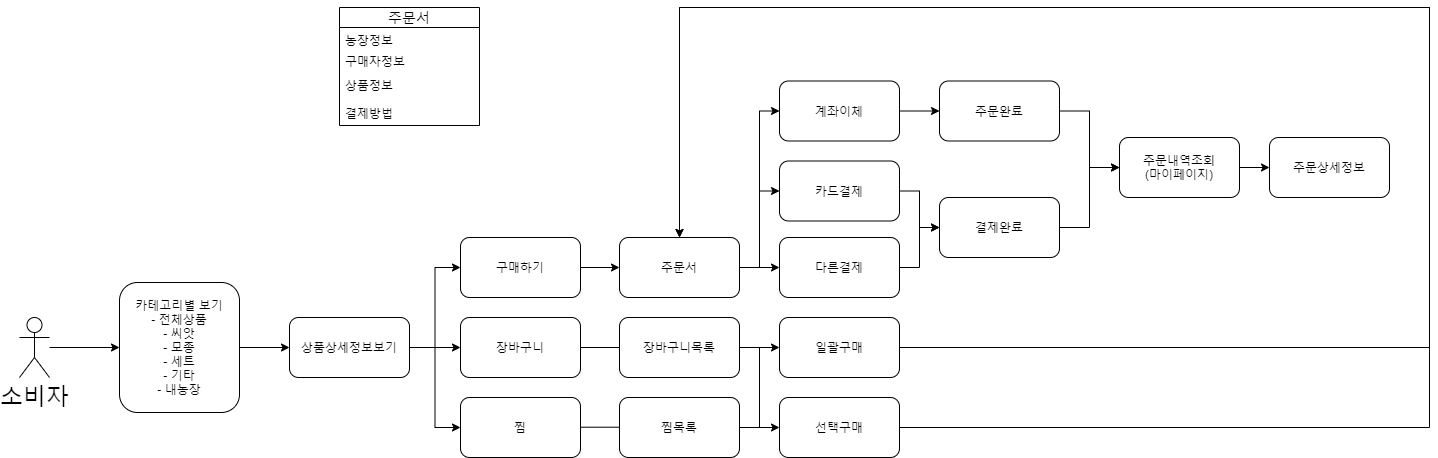 주문서
농장정보
구매자정보
상품정보
결제방법
계좌이체
주문완료
주문내역조회
(마이페이지)
주문상세정보
카드결제
결제완료
구매하기
주문서
다른결제
카테고리별 보기
- 전체상품
- 씨앗
- 모종
- 세트
- 기타
- 내농장
소비자
상품상세정보보기
장바구니
장바구니목록
일괄구매
찜
찜목록
선택구매